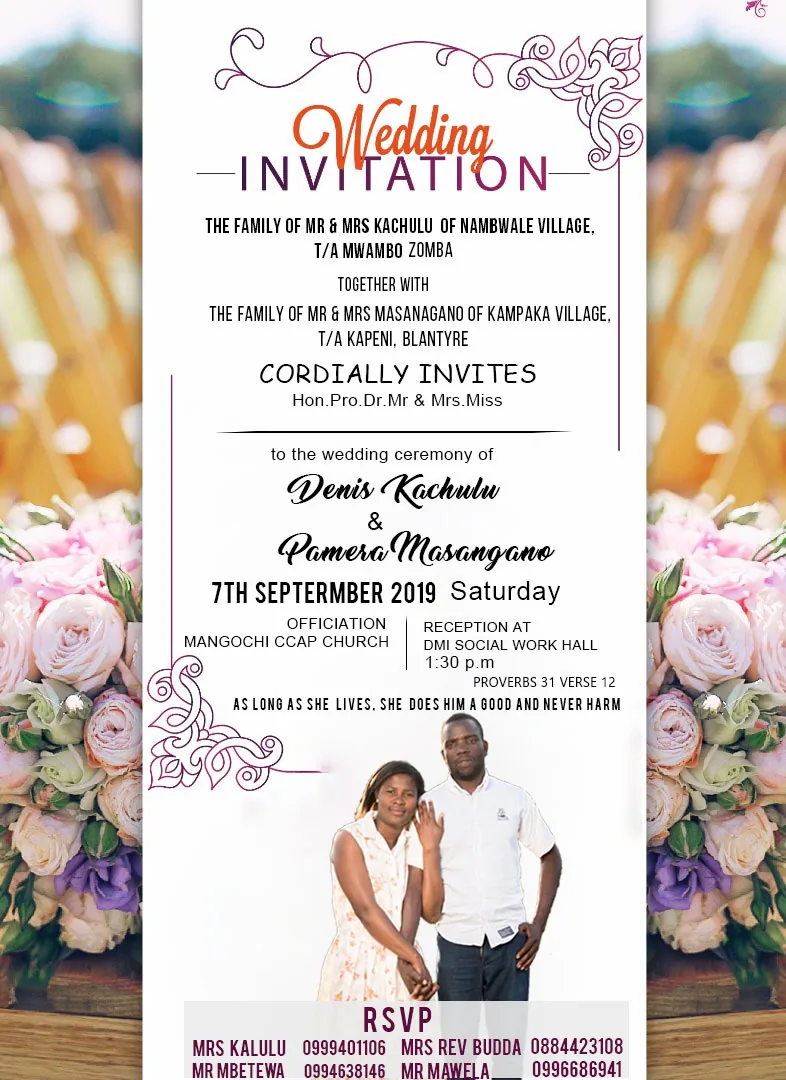 Wedding
INVITATION
THE FAMILY OF MR & MRS KACHULU OF NAMBWALE VILLAGE,
T/A MWAMBO ZOMBA
TOGETHER WITH
THE FAMILY OF MR & MRS MASANAGANO OF KAMPAKA VILLAGE,
T/A KAPENI, BLANTYRE
CORDIALLY INVITES
Hon.Pro.Dr.Mr & Mrs.Miss
to the wedding ceremony of
Denis Kachulu
&
Pamera Masangano
7TH SEPTERMBER 2019 Saturday
OFFICIATION
MANGOCHI CCAP CHURCH
RECEPTION AT
DMI SOCIAL WORK HALL
1:30 p.m
PROVERBS 31 VERSE 12
AS LONG AS SHE LIVES, SHE DOES HIM A GOOD AND NEVER HARM
RSVP
MRS KALULU 0999401106 MRS REV BUDDA 0884423108
MR MBETEWA 0994638146 MR MAWELA 0996686941